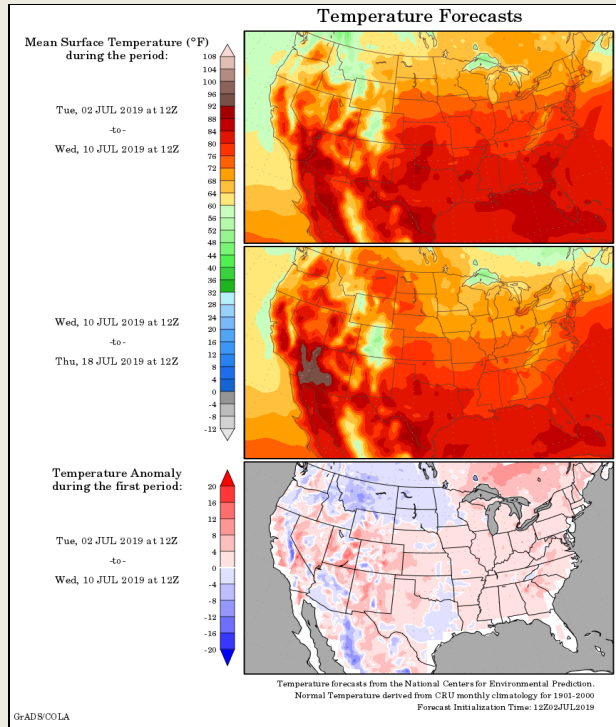 Temperature Forecasts
Mean Surface Temperature (°F)
during the period:
Tue, 02 JUL 2019 at 12Z
-to-
Wed, 10 JUL 2019 at 12Z
108
104
100
96
92
88
84
80
76
72
68
64
60
56
52
48
44
40
36
32
28
24
20
16
12
8
4
0
-4
-8
-12
Wed, 10 JUL 2019 at 12Z
-to-
Thu, 18 JUL 2019 at 12Z
Temperature Anomaly
during the first period:
Tue, 02 JUL 2019 at 12Z
-to-
Wed, 10 JUL 2019 at 12Z
20
16
12
8
4
0
-4
-8
-12
-16
-20
Temperature forecasts from the National Centers for Environmental Prediction.
Normal Temperature derived from CRU monthly climatology for 1901-2000
Forecast Initialization Time: 12Z02JUL2019
GrADS/COLA